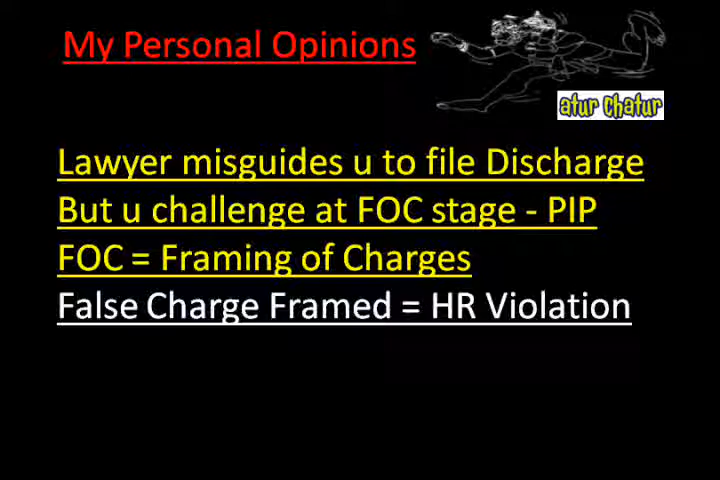 My Personal Opinions
atur chatur
Lawyer misguides u to file Discharge
But u challenge at FOC stage - PIP
FOC = Framing of Charges
False Charge Framed = HR Violation